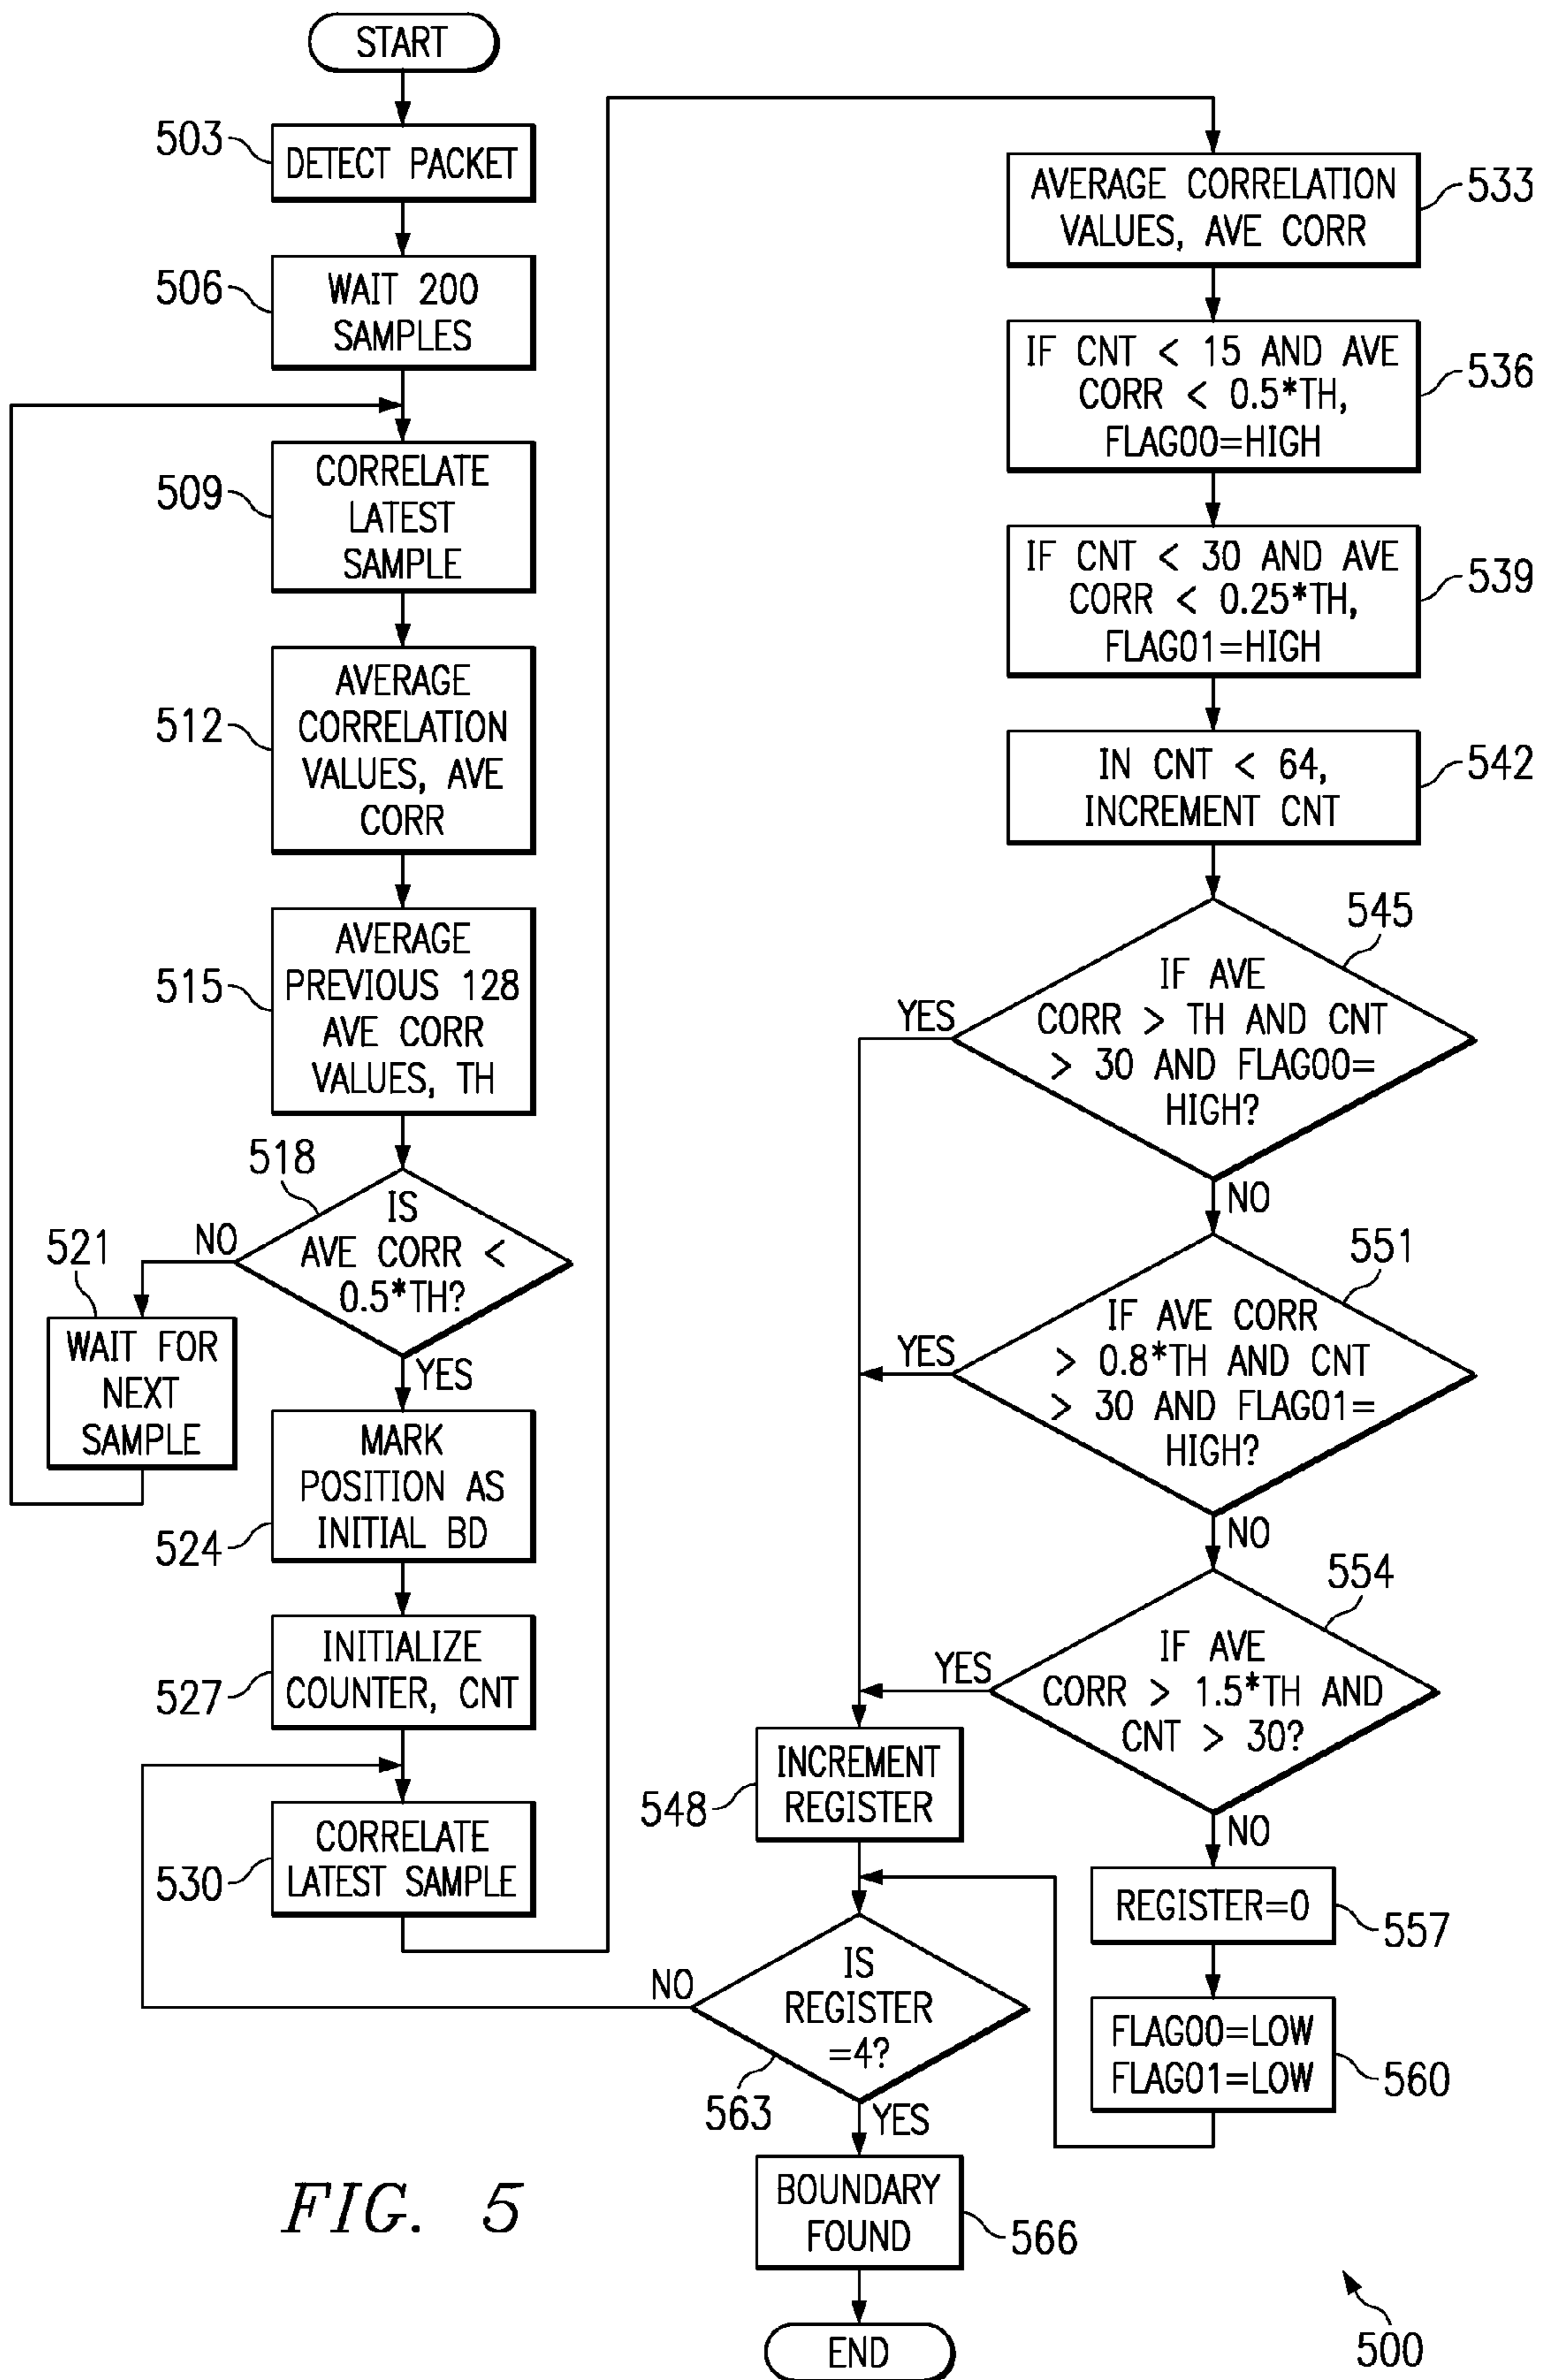 START
503
DETECT PACKET
506
WAIT 200
SAMPLES
509
CORRELATE
LATEST
SAMPLE
512
AVERAGE
CORRELATION
VALUES, AVE
CORR
515
AVERAGE
PREVIOUS 128
AVE CORR
VALUES, TH
518
IS
AVE CORR <
0.5*TH?
NO
YES
521
WAIT FOR
NEXT
SAMPLE
524
MARK
POSITION AS
INITIAL BD
527
INITIALIZE
COUNTER, CNT
530
CORRELATE
LATEST SAMPLE
AVERAGE CORRELATION
VALUES, AVE CORR
533
IF CNT < 15 AND AVE
CORR < 0.5*TH,
FLAG00=HIGH
536
IF CNT < 30 AND AVE
CORR < 0.25*TH,
FLAG01=HIGH
539
IN CNT < 64,
INCREMENT CNT
542
545
IF AVE
CORR > TH AND CNT
> 30 AND FLAG00=
HIGH?
YES
NO
551
IF AVE CORR
> 0.8*TH AND CNT
> 30 AND FLAG01=
HIGH?
YES
NO
554
IF AVE
CORR > 1.5*TH AND
CNT > 30?
YES
NO
548
INCREMENT
REGISTER
REGISTER=0
557
FLAG00=LOW
FLAG01=LOW
560
IS
REGISTER
=4?
NO
563
YES
BOUNDARY
FOUND
566
END
FIG. 5
500